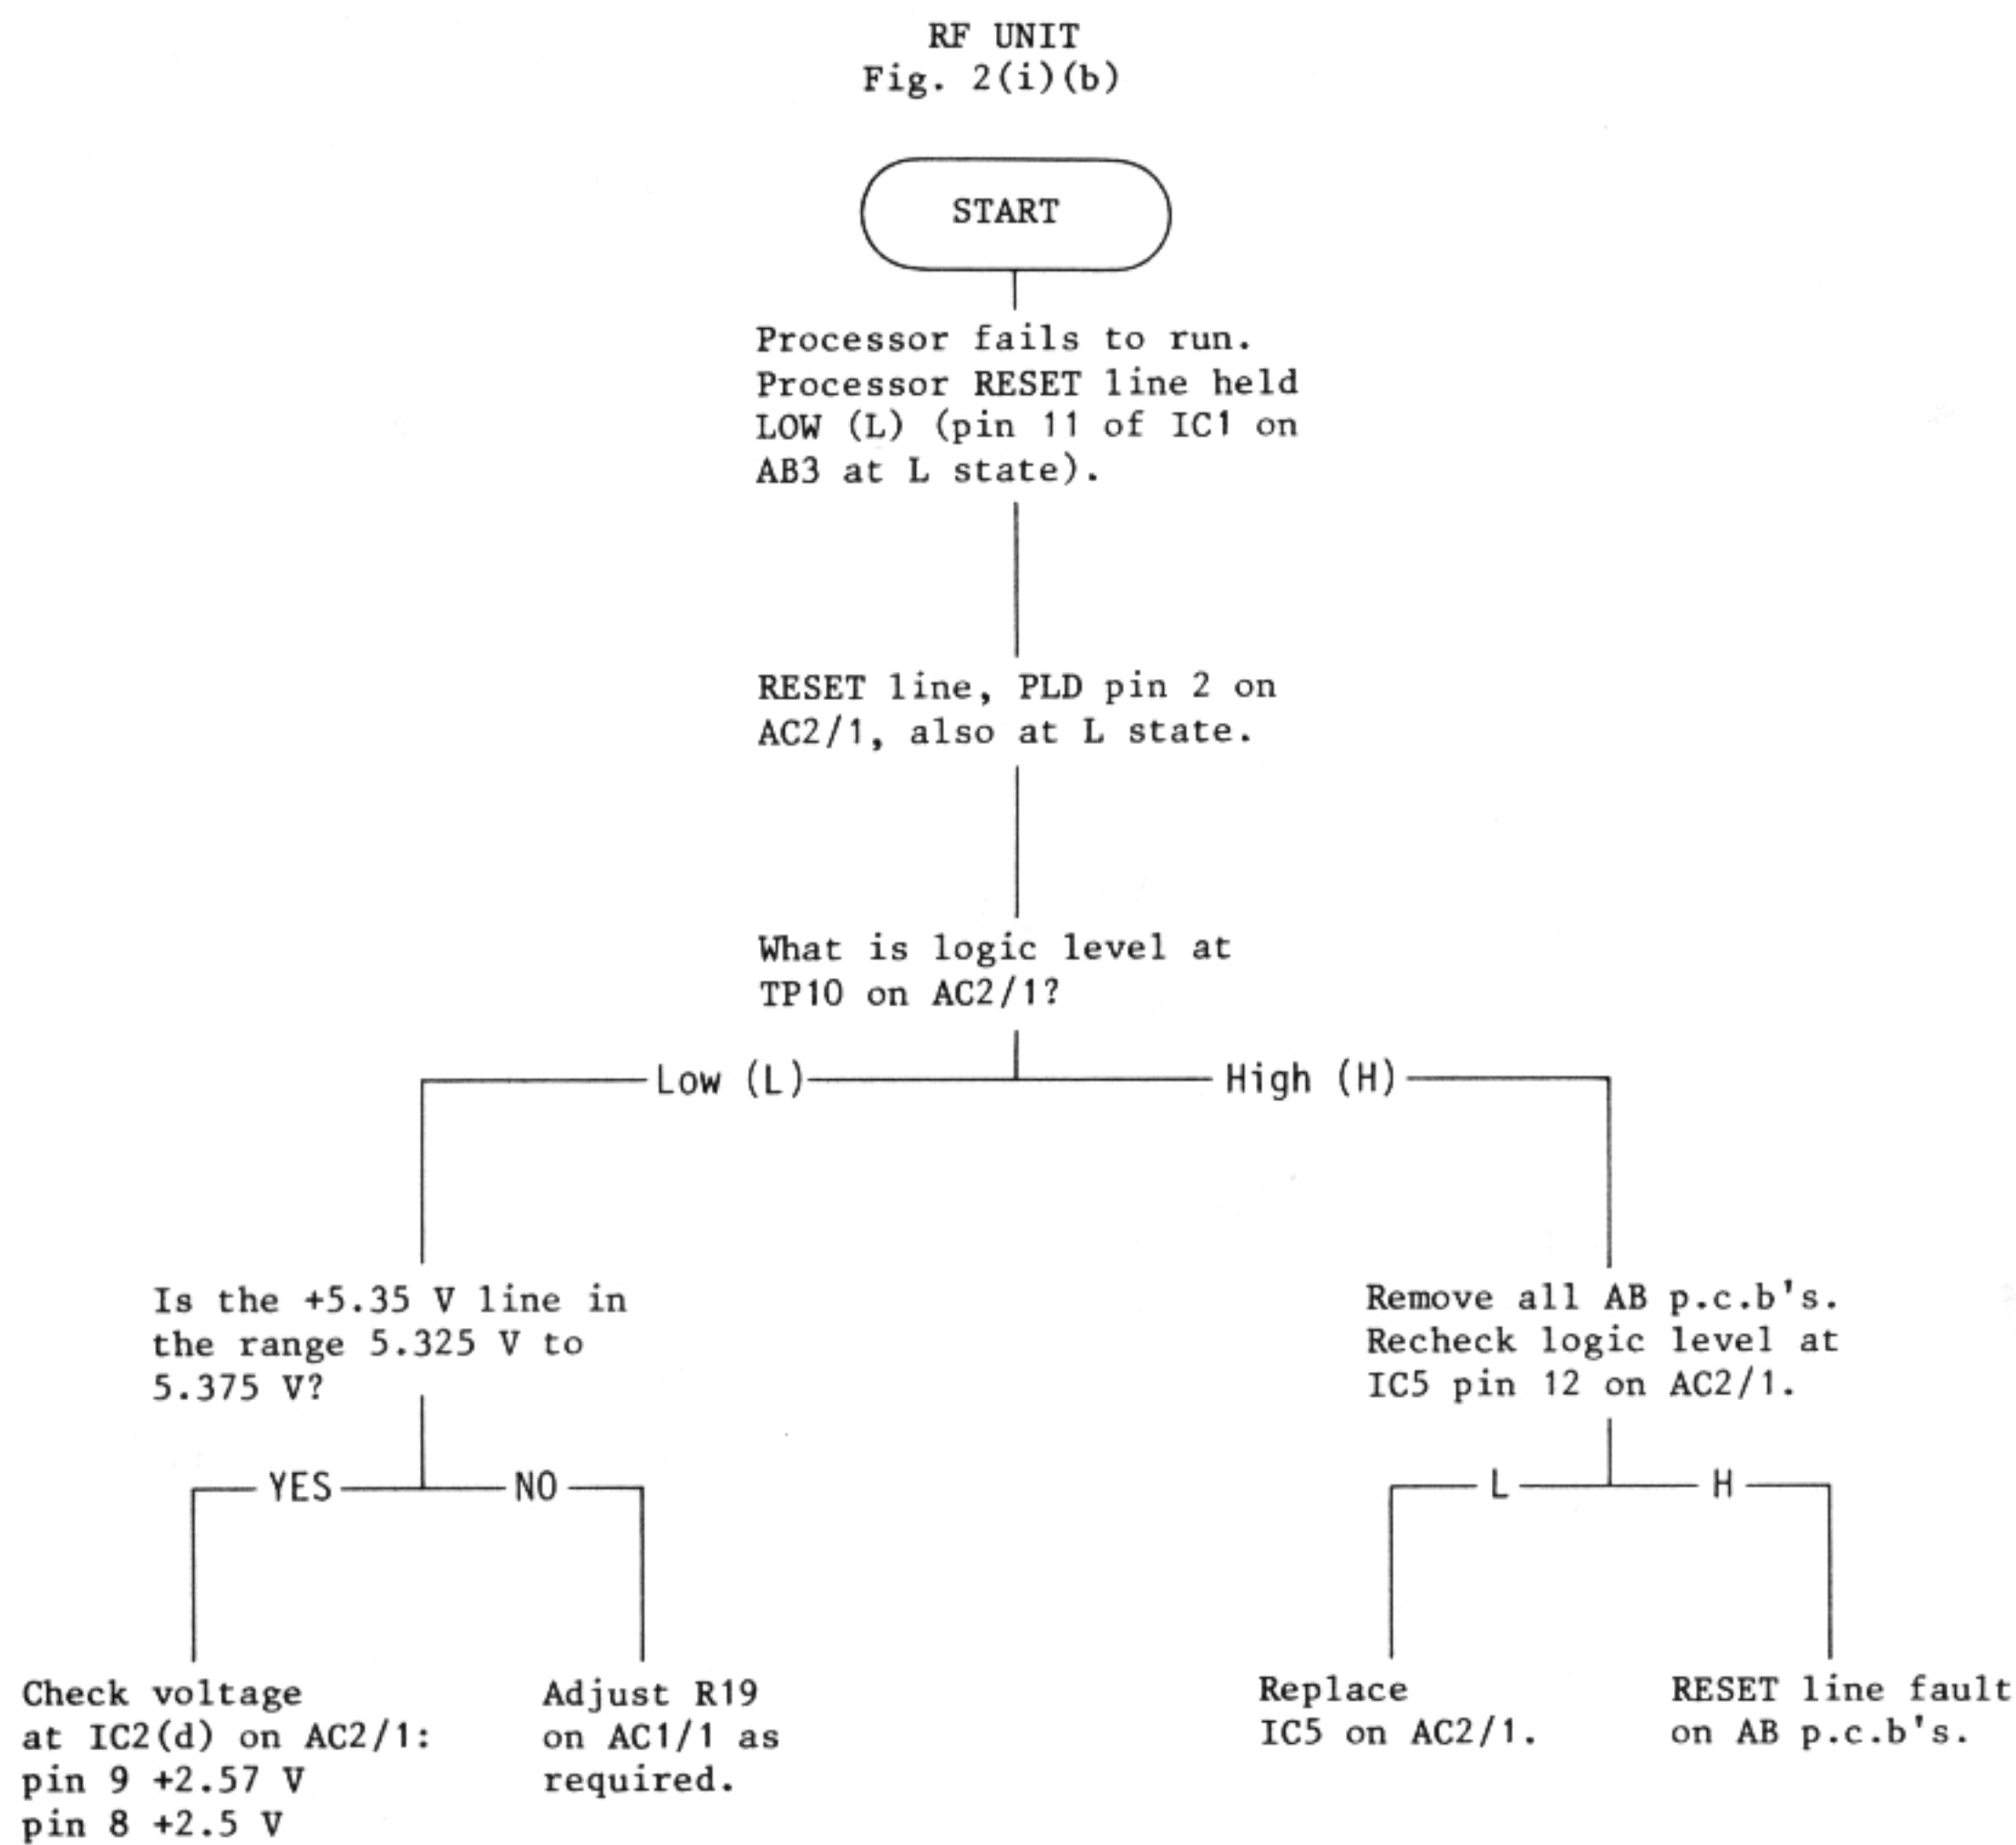 RF UNIT
Fig. 2(i)(b)
START
Processor fails to run.
Processor RESET line held
LOW (L) (pin 11 of IC1 on
AB3 at L state).
RESET line, PLD pin 2 on
AC2/1, also at L state.
What is logic level at
TP10 on AC2/1?
Low (L)
High (H)
Is the +5.35 V line in
the range 5.325 V to
5.375 V?
YES
NO
Check voltage
at IC2(d) on AC2/1:
pin 9 +2.57 V
pin 8 +2.5 V
Adjust R19
on AC1/1 as
required.
Remove all AB p.c.b's.
Recheck logic level at
IC5 pin 12 on AC2/1.
L
H
Replace
IC5 on AC2/1.
RESET line fault
on AB p.c.b's.